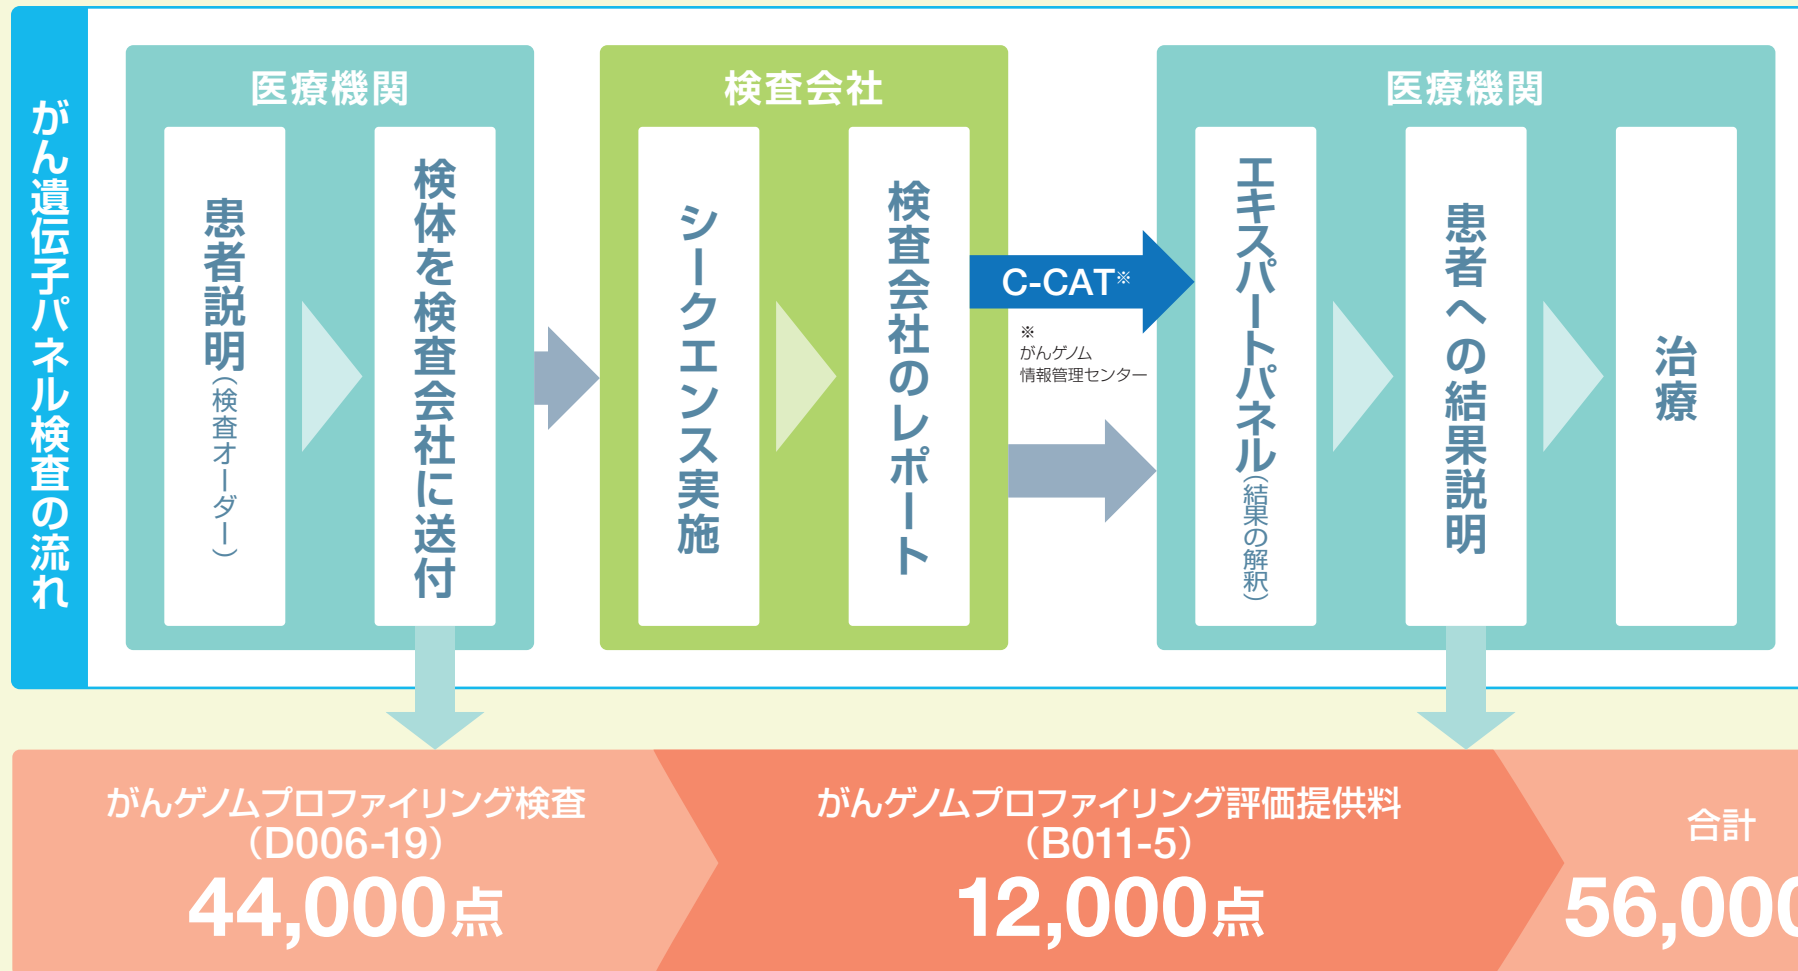 がん遺伝子パネル検査の流れ
医療機関
患者説明(検査オーダー)
検体を検査会社に送付
検査会社
シークエンス実施
検査会社のレポート
C-CAT※
※
がんゲノム
情報管理センター
医療機関
エキスパートパネル(結果の解釈)
患者への結果説明
治療
がんゲノムプロファイリング検査
(D006-19)
44,000点
がんゲノムプロファイリング評価提供料
(B011-5)
12,000点
合計
56,000